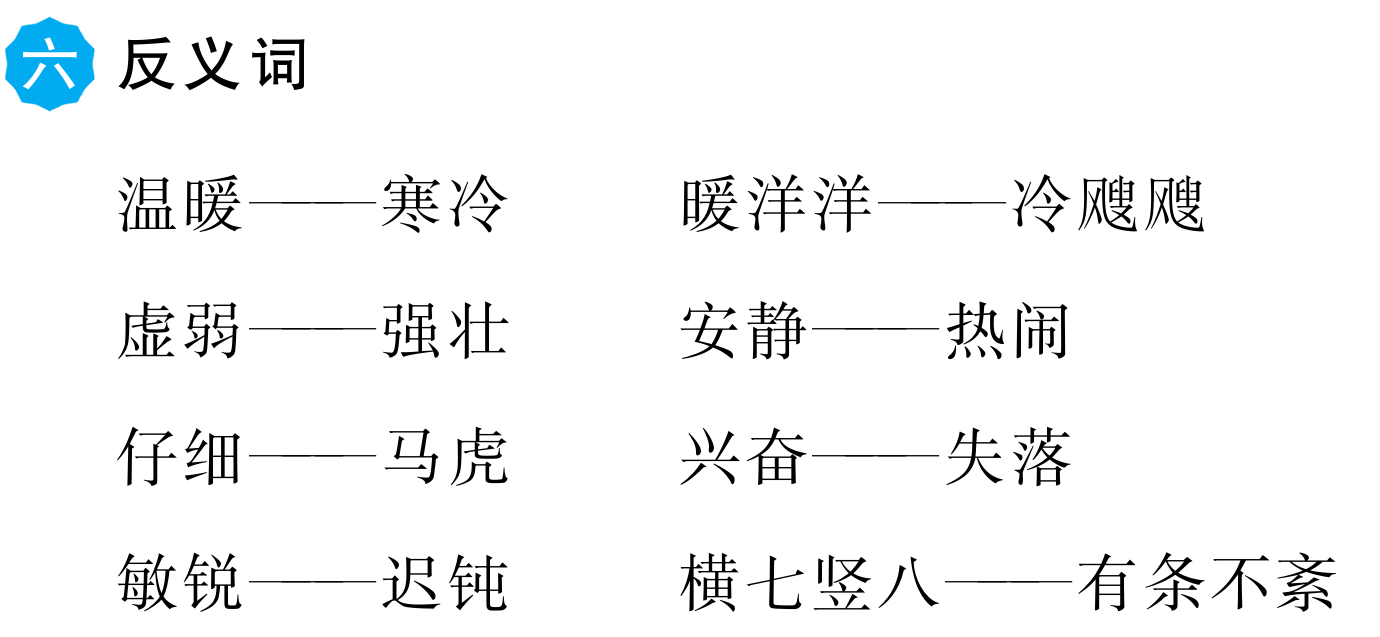 六 反义词
温暖——寒冷 暖洋洋——冷飕飕
虚弱——强壮 安静——热闹
仔细——马虎 兴奋——失落
敏锐——迟钝 横七竖八——有条不紊